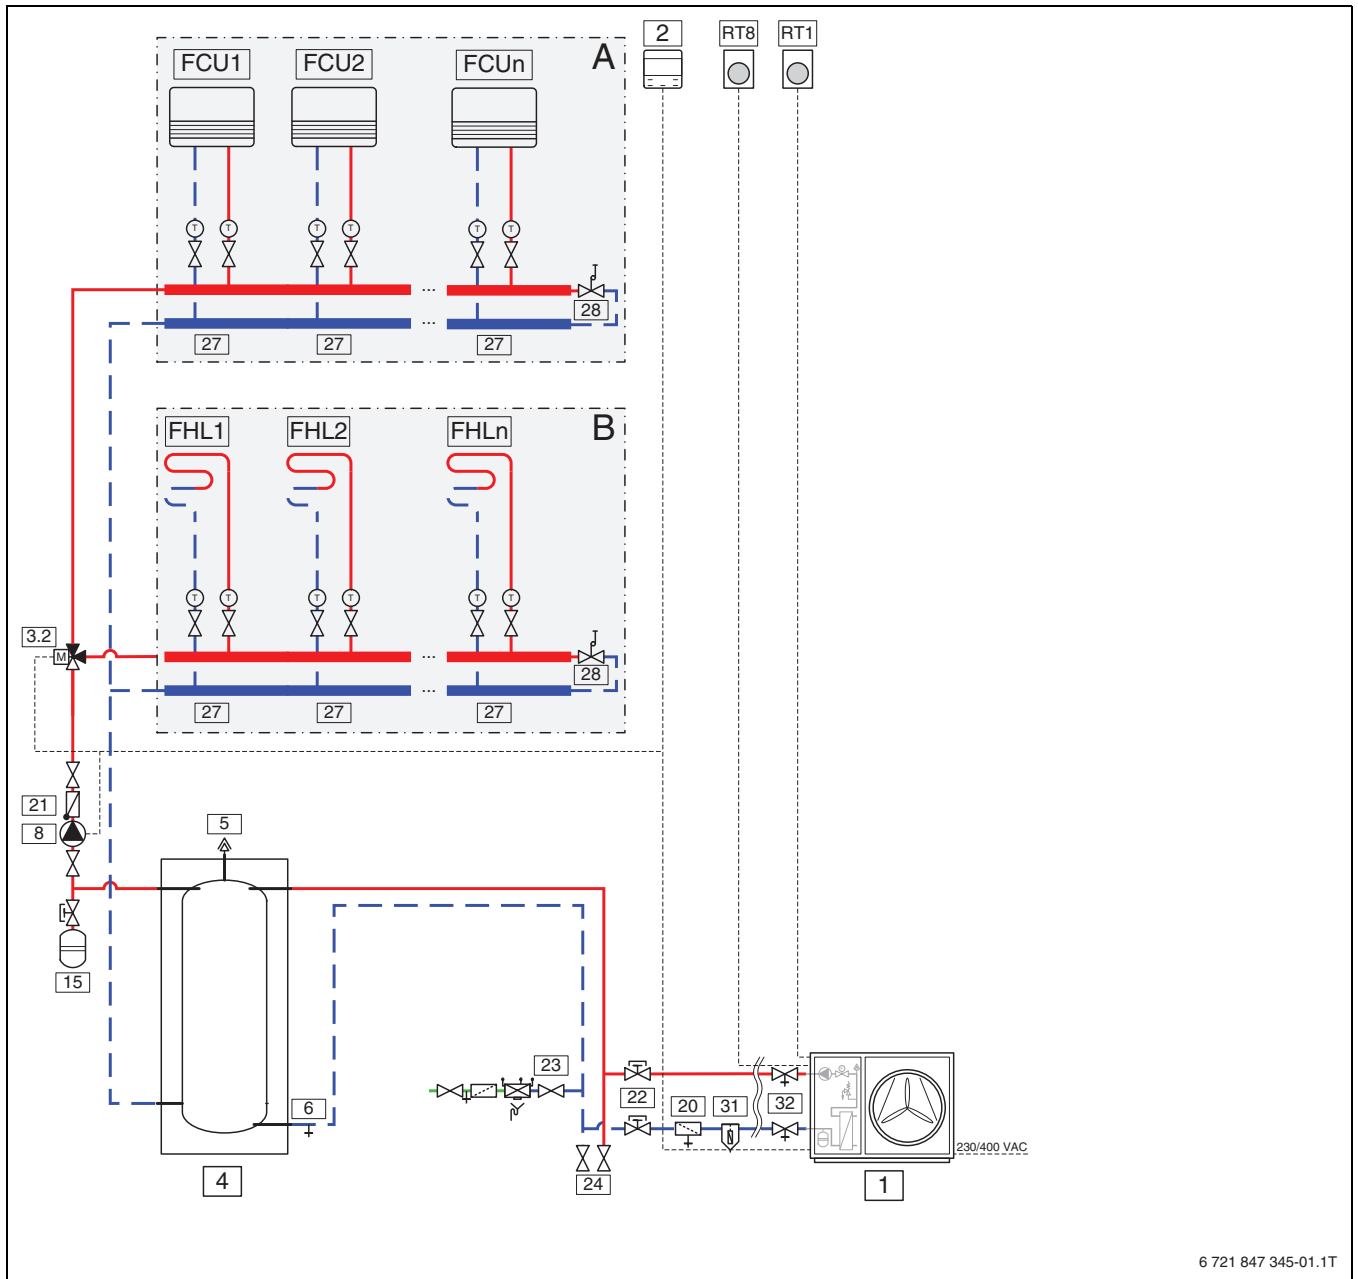 2 RT8 RT1
FCU1 FCU2 FCUn A
T T T T T T
28
27 27 27
FHL1 FHL2 FHLn B
T T T T T T
3.2
M
28
27 27 27
21
8
5
15
23
6
22 20 31 32
230/400 VAC
4
24
1
6 721 847 345-01.1T